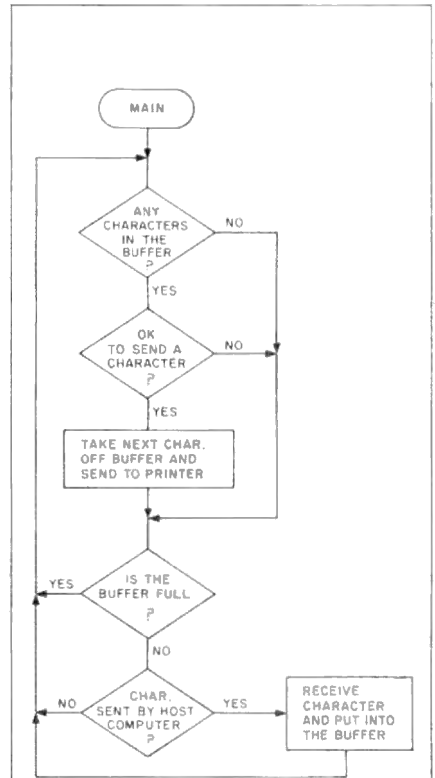 MAIN
ANY
CHARACTERS
IN THE
BUFFER
?
NO
YES
OK
TO SEND A
CHARACTER
?
NO
YES
TAKE NEXT CHAR.
OFF BUFFER AND
SEND TO PRINTER
YES
IS THE
BUFFER FULL
?
NO
NO
CHAR.
SENT BY HOST
COMPUTER
?
YES
RECEIVE
CHARACTER
AND PUT INTO
THE BUFFER